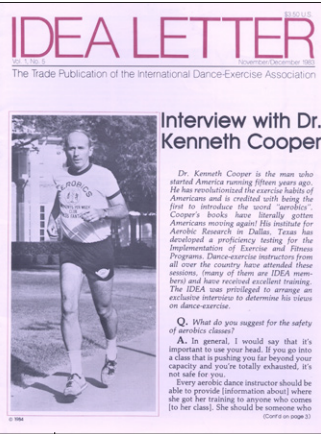 $3.50 U.S.
IDEA LETTER
Vol. 1, No. 5 November/December 1983
The Trade Publication of the International Dance-Exercise Association
Interview with Dr.
Kenneth Cooper
Dr. Kenneth Cooper is the man who
started America running fifteen years ago.
He has revolutionized the exercise habits of
Americans and is credited with being the
first to introduce the word "aerobics".
Cooper's books have literally gotten
Americans moving again! His institute for
Aerobic Research in Dallas, Texas has
developed a proficiency testing for the
Implementation of Exercise and Fitness
Programs. Dance-exercise instructors from
all over the country have attended these
sessions, (many of them are IDEA mem-
bers) and have received excellent training.
The IDEA was privileged to arrange an
exclusive interview to determine his views
on dance-exercise.
Q. What do you suggest for the safety
of aerobics classes?
A. In general, I would say that it's
important to use your head. If you go into
a class that is pushing you far beyond your
capacity and you're totally exhausted, it's
not safe for you.
Every aerobic dance instructor should be
able to provide [information about] where
she got her training to anyone who comes
[to her class]. She should be someone who
(Cont'd on page 3)
AEROBICS
© 1984